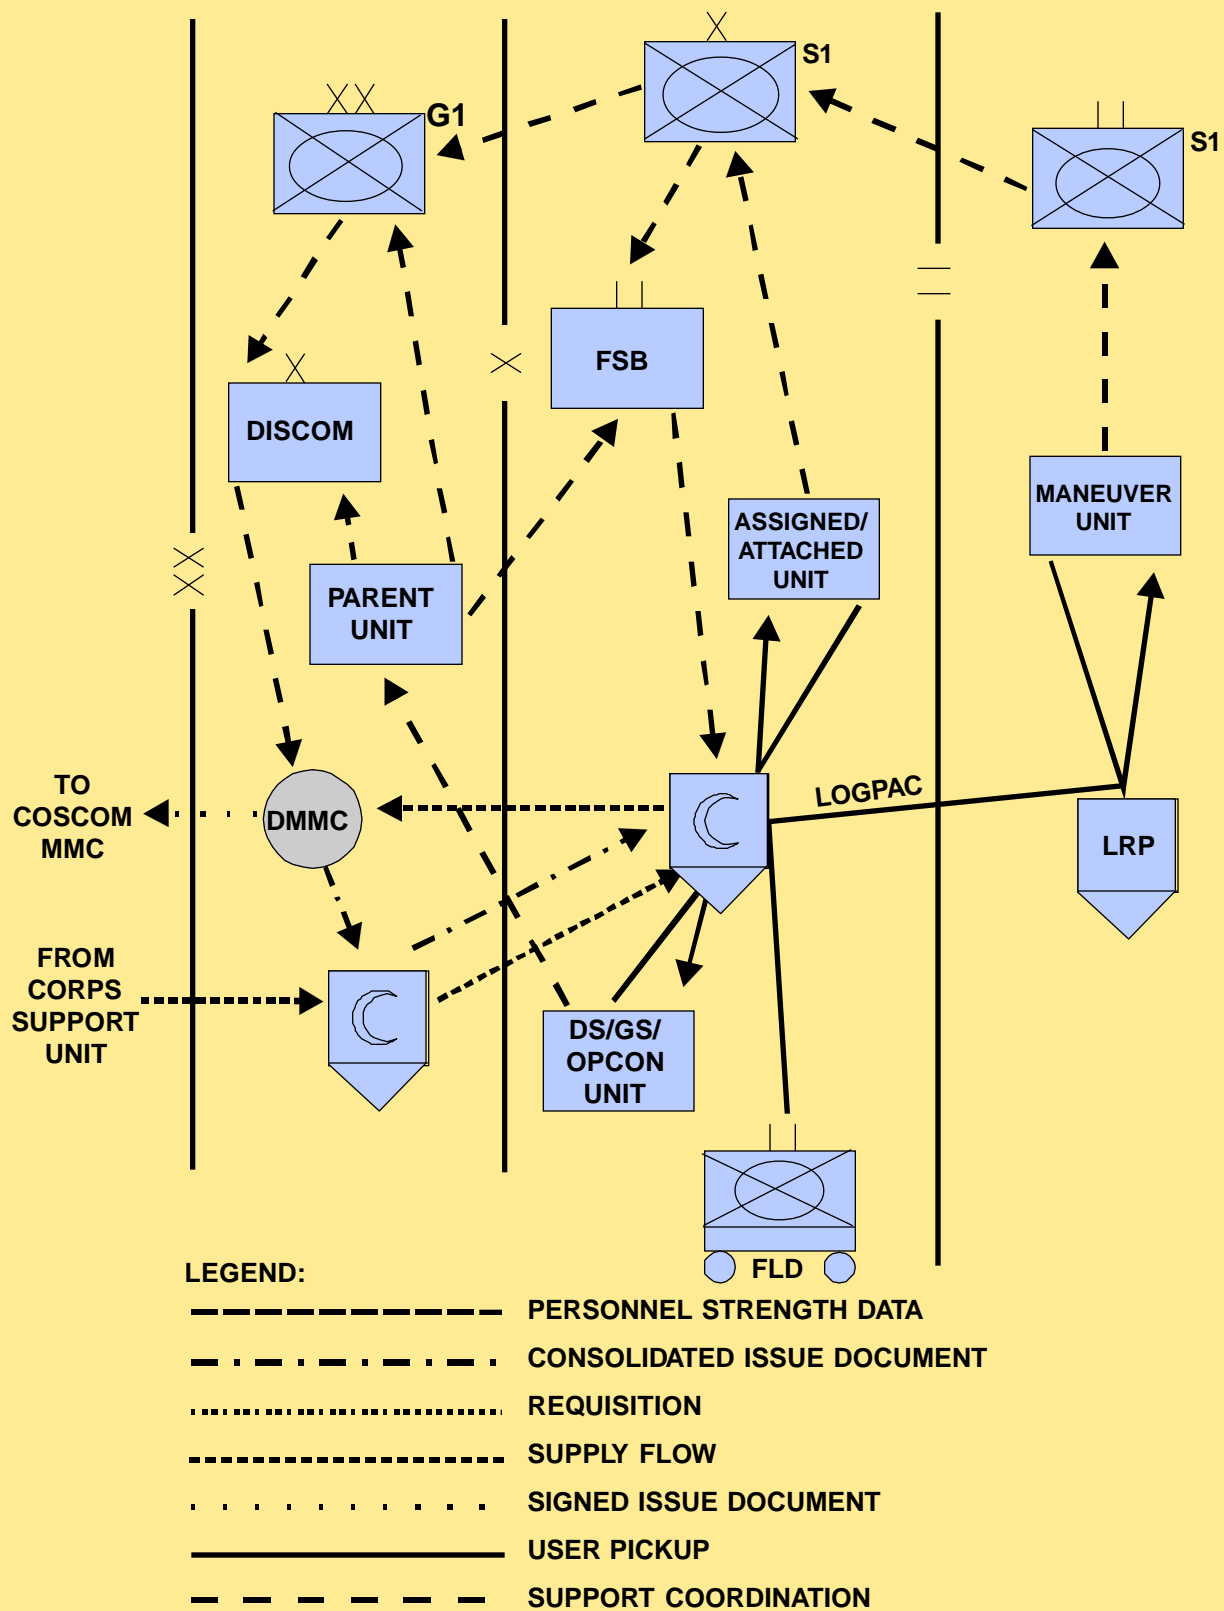 S1
G1
S1
FSB
DISCOM
MANEUVER
UNIT
ASSIGNED/
ATTACHED
UNIT
PARENT
UNIT
TO
COSCOM
MMC
DMMC
LOGPAC
LRP
FROM
CORPS
SUPPORT
UNIT
DS/GS/
OPCON
UNIT
FLD
LEGEND:
PERSONNEL STRENGTH DATA
CONSOLIDATED ISSUE DOCUMENT
REQUISITION
SUPPLY FLOW
SIGNED ISSUE DOCUMENT
USER PICKUP
SUPPORT COORDINATION